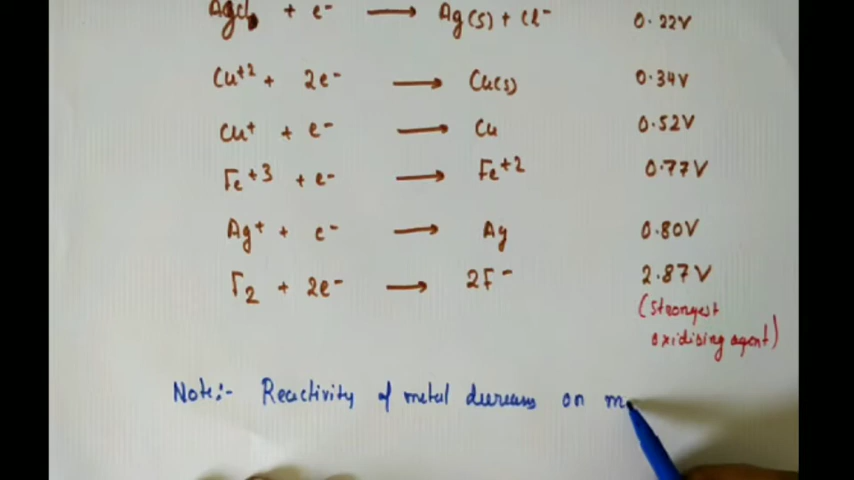 AgCl + e⁻ ⟶ Ag(s) + Cl⁻ 0.22V
Cu⁺² + 2e⁻ ⟶ Cu(s) 0.34V
Cu⁺ + e⁻ ⟶ Cu 0.52V
Fe⁺³ + e⁻ ⟶ Fe⁺² 0.77V
Ag⁺ + e⁻ ⟶ Ag 0.80V
F₂ + 2e⁻ ⟶ 2F⁻ 2.87V
(Strongest
oxidising agent)
Note:- Reactivity of metal decreases on m